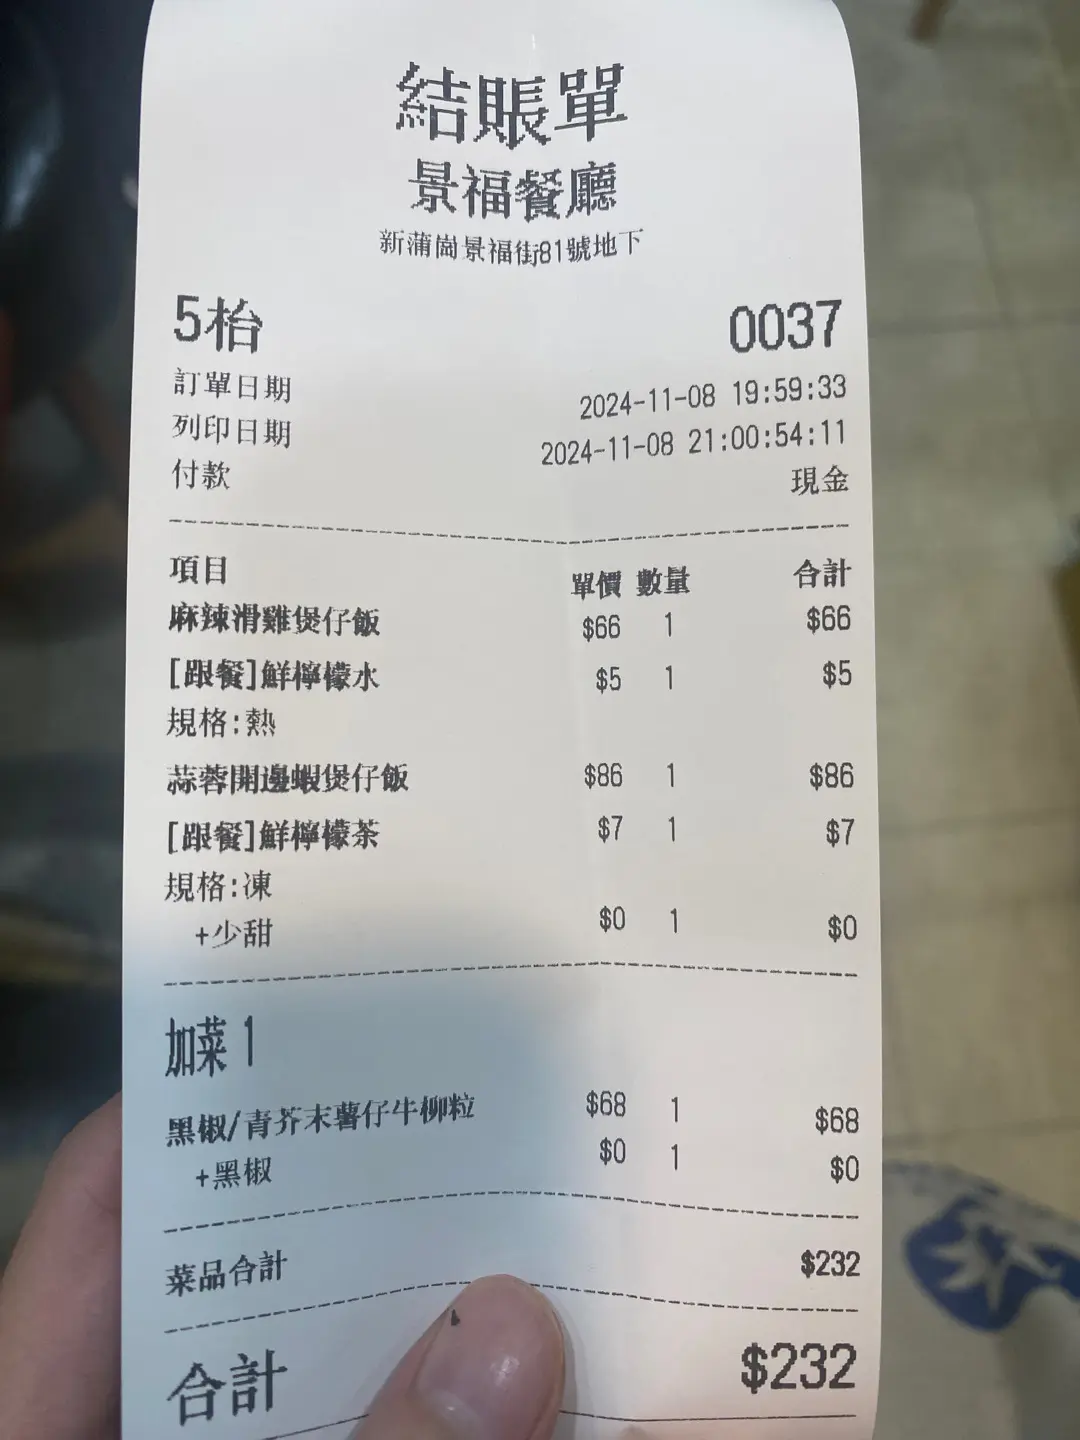 結賬單
景福餐廳
新蒲崗景福街81號地下
5枱 0037
訂單日期 2024-11-08 19:59:33
列印日期 2024-11-08 21:00:54:11
付款 現金
項目 單價 數量 合計
麻辣滑雞煲仔飯 $66 1 $66
[跟餐]鮮檸檬水 $5 1 $5
規格:熱
蒜蓉開邊蝦煲仔飯 $86 1 $86
[跟餐]鮮檸檬茶 $7 1 $7
規格:凍
+少甜 $0 1 $0
加菜 1
黑椒/青芥末薯仔牛柳粒 $68 1 $68
+黑椒 $0 1 $0
菜品合計 $232
合計 $232